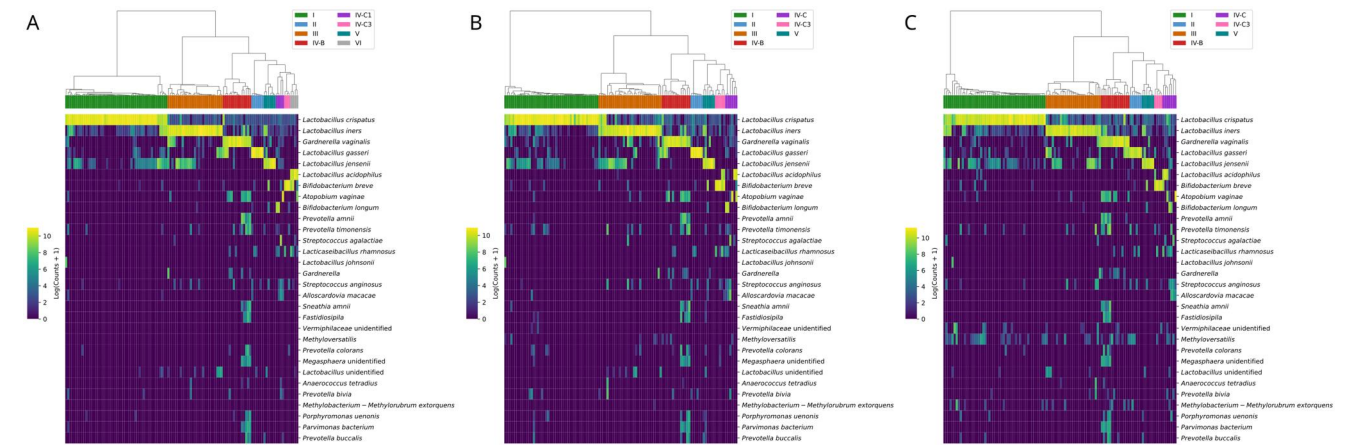 A
I
II
III
IV-B
IV-C1
IV-C3
V
VI
Lactobacillus crispatus
Lactobacillus iners
Gardnerella vaginalis
Lactobacillus gasseri
Lactobacillus jensenii
Lactobacillus acidophilus
Bifidobacterium breve
Atopobium vaginae
Bifidobacterium longum
Prevotella amnii
Prevotella timonensis
Streptococcus agalactiae
Lacticaseibacillus rhamnosus
Lactobacillus johnsonii
Gardnerella
Streptococcus anginosus
Alloscardovia macacae
Sneathia amnii
Fastidiosipila
Vermiphilaceae unidentified
Methyloversatilis
Prevotella colorans
Megasphaera unidentified
Lactobacillus unidentified
Anaerococcus tetradius
Prevotella bivia
Methylobacterium − Methylorubrum extorquens
Porphyromonas uenonis
Parvimonas bacterium
Prevotella buccalis
10
8
6
4
2
0
Log(Counts + 1)
B
I
II
III
IV-B
IV-C
IV-C3
V
Lactobacillus crispatus
Lactobacillus iners
Gardnerella vaginalis
Lactobacillus gasseri
Lactobacillus jensenii
Lactobacillus acidophilus
Bifidobacterium breve
Atopobium vaginae
Bifidobacterium longum
Prevotella amnii
Prevotella timonensis
Streptococcus agalactiae
Lacticaseibacillus rhamnosus
Lactobacillus johnsonii
Gardnerella
Streptococcus anginosus
Alloscardovia macacae
Sneathia amnii
Fastidiosipila
Vermiphilaceae unidentified
Methyloversatilis
Prevotella colorans
Megasphaera unidentified
Lactobacillus unidentified
Anaerococcus tetradius
Prevotella bivia
Methylobacterium − Methylorubrum extorquens
Porphyromonas uenonis
Parvimonas bacterium
Prevotella buccalis
10
8
6
4
2
0
Log(Counts + 1)
C
I
II
III
IV-B
IV-C
IV-C3
V
Lactobacillus crispatus
Lactobacillus iners
Gardnerella vaginalis
Lactobacillus gasseri
Lactobacillus jensenii
Lactobacillus acidophilus
Bifidobacterium breve
Atopobium vaginae
Bifidobacterium longum
Prevotella amnii
Prevotella timonensis
Streptococcus agalactiae
Lacticaseibacillus rhamnosus
Lactobacillus johnsonii
Gardnerella
Streptococcus anginosus
Alloscardovia macacae
Sneathia amnii
Fastidiosipila
Vermiphilaceae unidentified
Methyloversatilis
Prevotella colorans
Megasphaera unidentified
Lactobacillus unidentified
Anaerococcus tetradius
Prevotella bivia
Methylobacterium − Methylorubrum extorquens
Porphyromonas uenonis
Parvimonas bacterium
Prevotella buccalis
10
8
6
4
2
0
Log(Counts + 1)